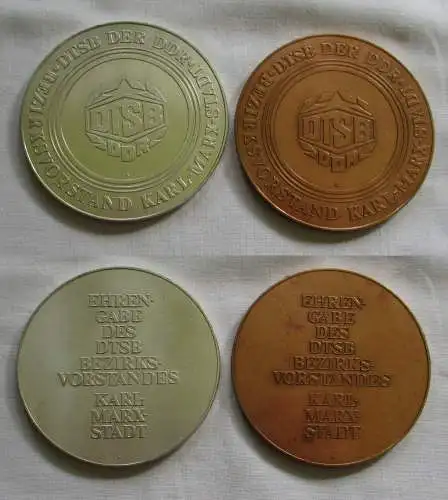 DTSB DER DDR · BEZIRKSVORSTAND KARL-MARX-STADT ·
DTSB
DDR
DTSB DER DDR · BEZIRKSVORSTAND KARL-MARX-STADT ·
DTSB
DDR
EHREN-
GABE
DES
DTSB
BEZIRKS-
VORSTANDES
KARL
MARX-
STADT
EHREN-
GABE
DES
DTSB
BEZIRKS-
VORSTANDES
KARL-
MARX-
STADT